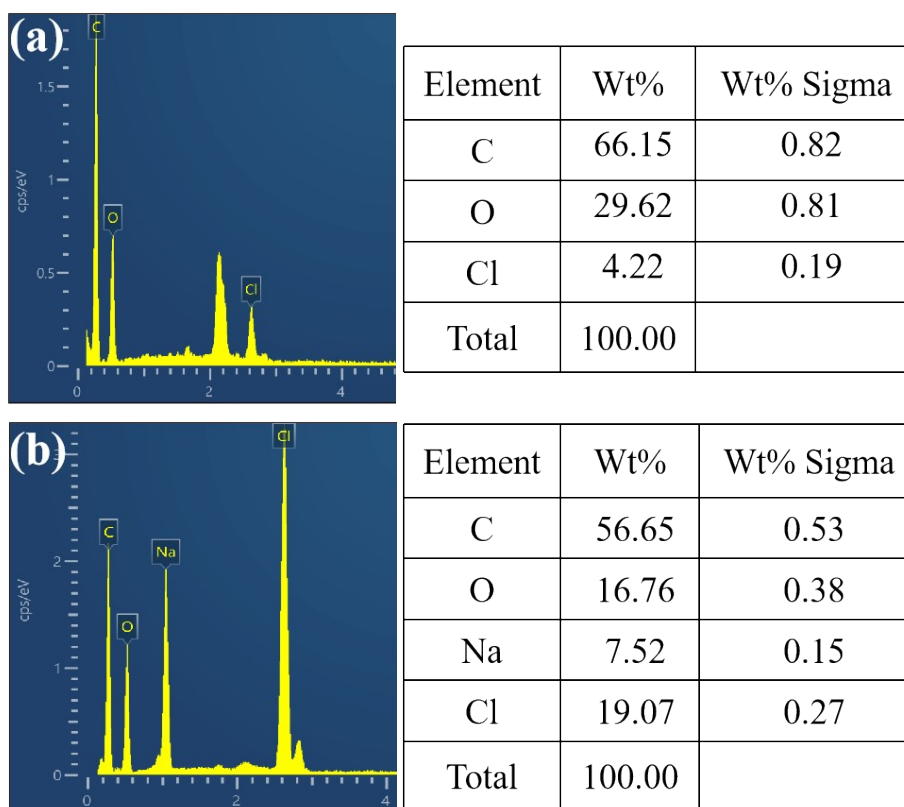 (a)
C
1.5
1
cps/eV
O
0.5
Cl
0
0 2 4
Element Wt% Wt% Sigma
C 66.15 0.82
O 29.62 0.81
Cl 4.22 0.19
Total 100.00
(b)
Cl
3
C
Na
2
cps/eV
O
1
0
0 2 4
Element Wt% Wt% Sigma
C 56.65 0.53
O 16.76 0.38
Na 7.52 0.15
Cl 19.07 0.27
Total 100.00